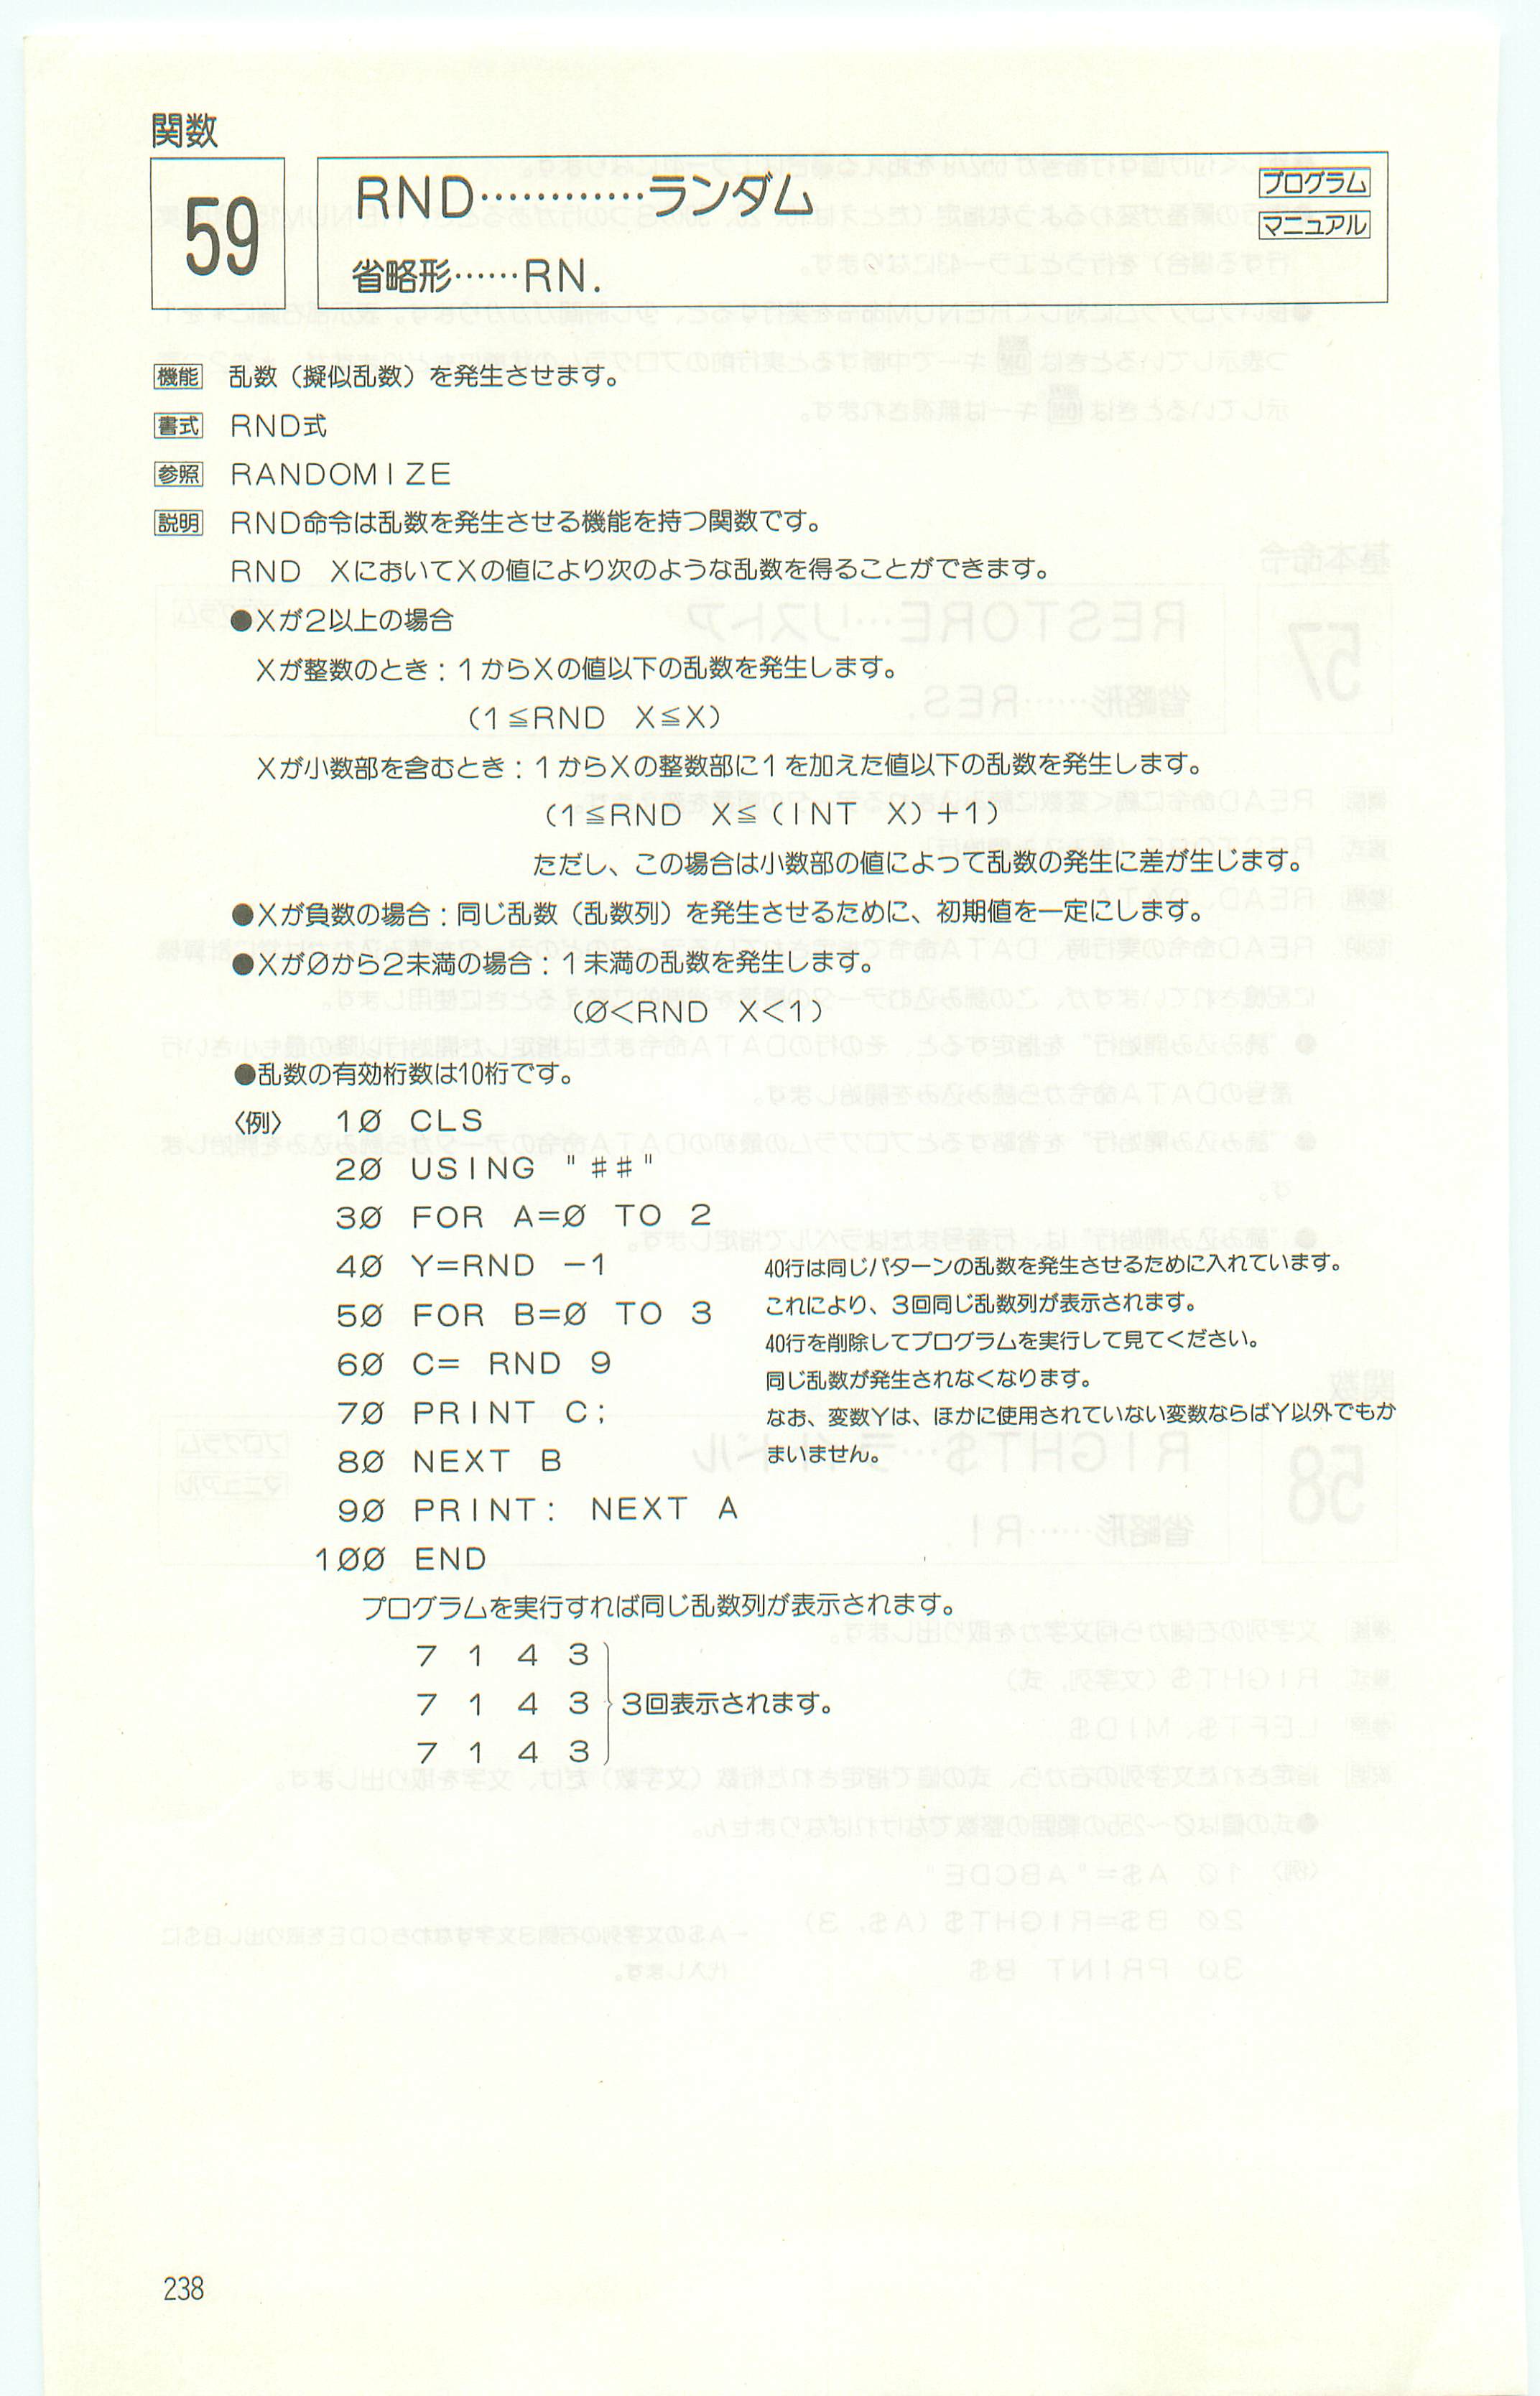 関数
59
RND…………ランダム
プログラム
マニュアル
省略形……RN.
機能 乱数（擬似乱数）を発生させます。
書式 RND式
参照 RANDOMIZE
説明 RND命令は乱数を発生させる機能を持つ関数です。
RND XにおいてXの値により次のような乱数を得ることができます。
●Xが2以上の場合
Xが整数のとき：1からXの値以下の乱数を発生します。
（1≦RND X≦X）
Xが小数部を含むとき：1からXの整数部に1を加えた値以下の乱数を発生します。
（1≦RND X≦（INT X）＋1）
ただし、この場合は小数部の値によって乱数の発生に差が生じます。
●Xが負数の場合：同じ乱数（乱数列）を発生させるために、初期値を一定にします。
●XがØから2未満の場合：1未満の乱数を発生します。
（Ø<RND X<1）
●乱数の有効桁数は10桁です。
〈例〉 1Ø CLS
2Ø USING "##"
3Ø FOR A=Ø TO 2
4Ø Y=RND −1
5Ø FOR B=Ø TO 3
6Ø C= RND 9
7Ø PRINT C;
8Ø NEXT B
9Ø PRINT: NEXT A
1ØØ END
40行は同じパターンの乱数を発生させるために入れています。
これにより、3回同じ乱数列が表示されます。
40行を削除してプログラムを実行して見てください。
同じ乱数が発生されなくなります。
なお、変数Yは、ほかに使用されていない変数ならばY以外でもか
まいません。
プログラムを実行すれば同じ乱数列が表示されます。
7 1 4 3
7 1 4 3 3回表示されます。
7 1 4 3
238